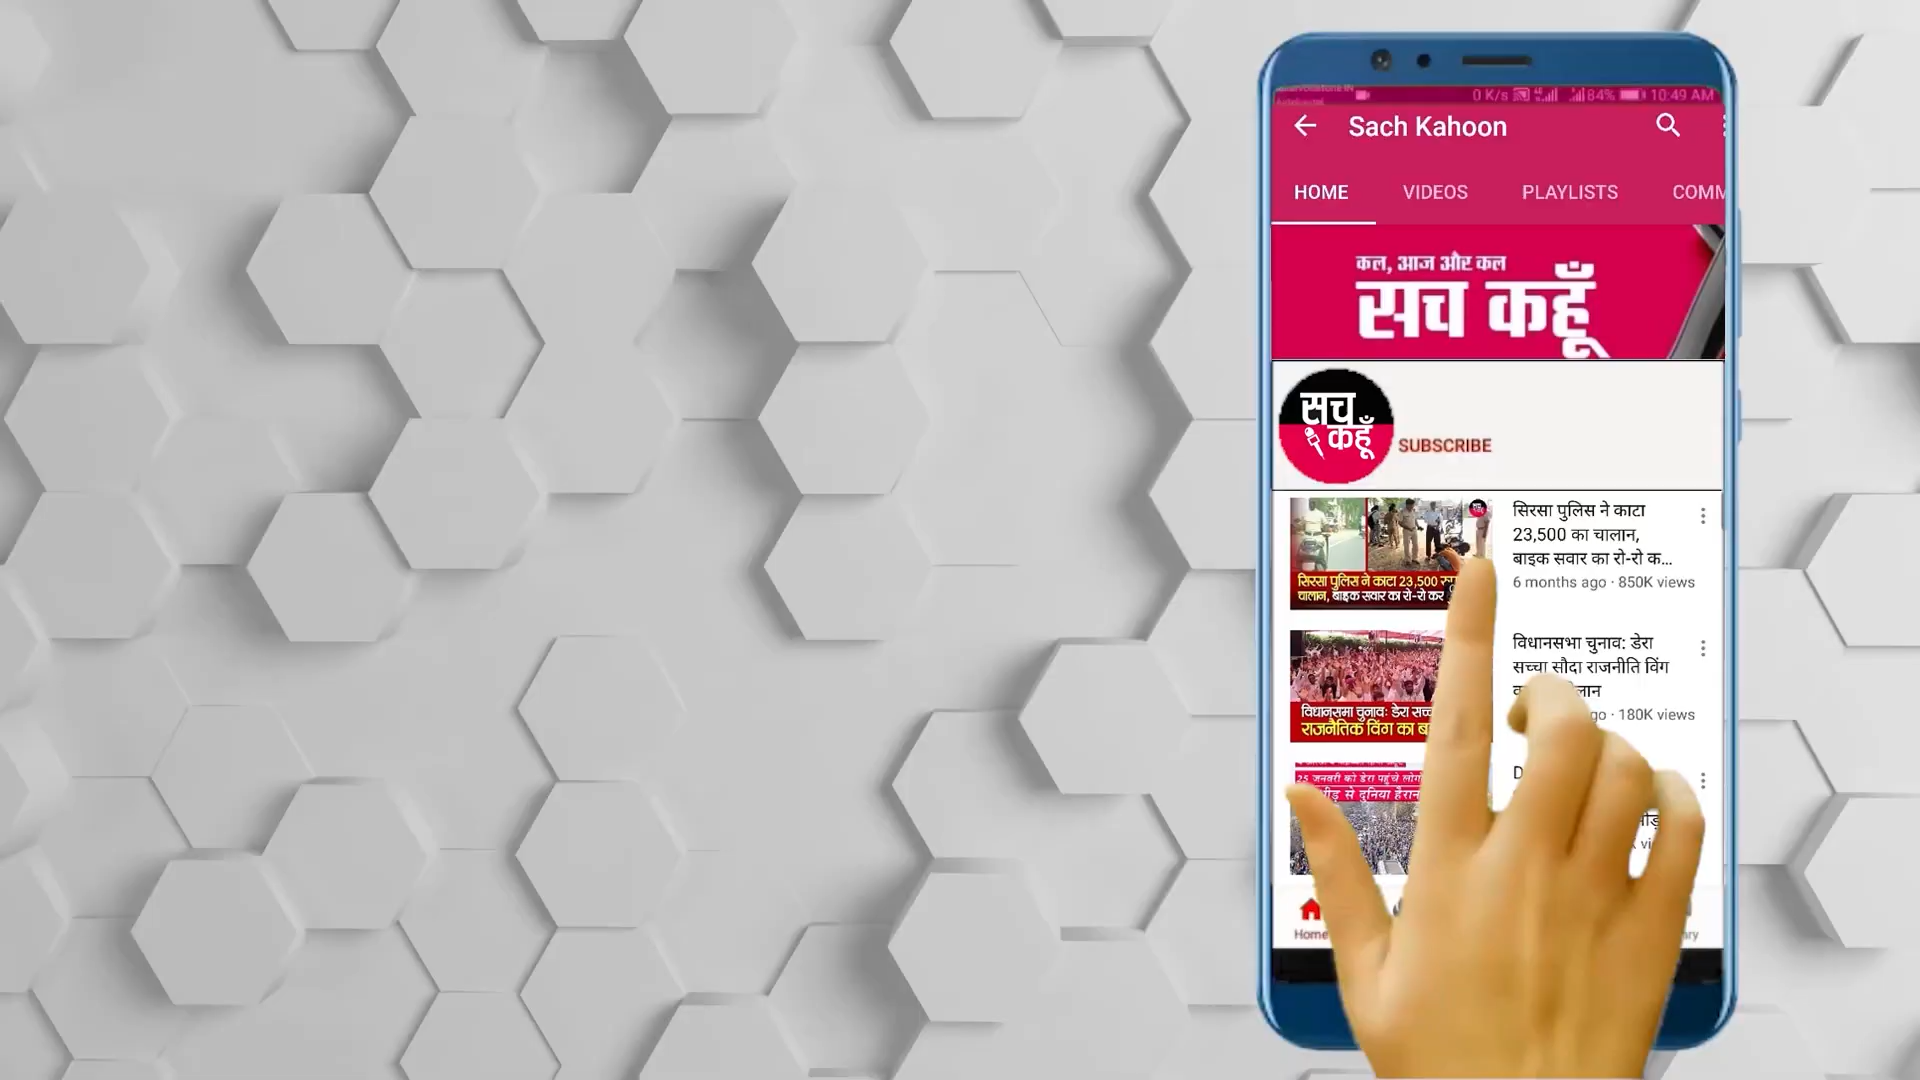 0 K/s 84% 10:49 AM
Sach Kahoon
HOME VIDEOS PLAYLISTS COMM
कल, आज और कल
सच कहूँ
सच
कहूँ
SUBSCRIBE
सिरसा पुलिस ने काटा 23,500
चालान, बाइक सवार का रो-रो कर
सिरसा पुलिस ने काटा
23,500 का चालान,
बाइक सवार का रो-रो क...
6 months ago · 850K views
विधानसभा चुनाव: डेरा
राजनैतिक विंग का
विधानसभा चुनाव: डेरा
सच्चा सौदा राजनीति विंग
180K views
25 जनवरी को डेरा पहुंचे
से दुनिया हैरान
D
Home